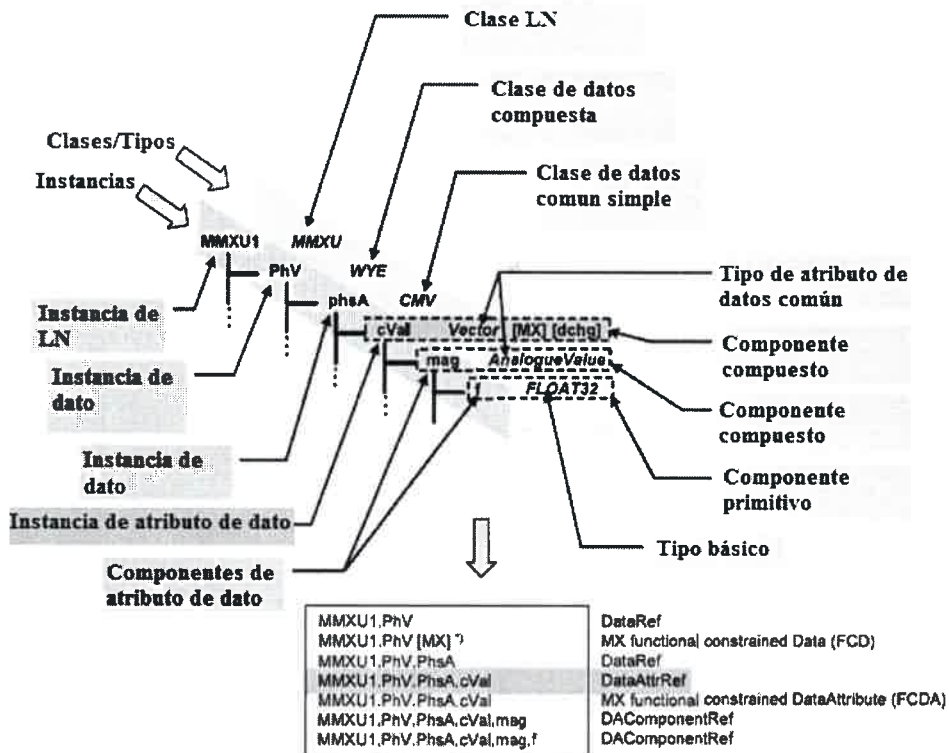 Clase LN
Clase de datos
compuesta
Clases/Tipos
Instancias
Clase de datos
comun simple
MMXU1 MMXU
PhV WYE
Tipo de atributo de
datos común
phsA CMV
Instancia de
LN
cVal Vector [MX] [dchg]
Componente
compuesto
mag AnalogueValue
Instancia de
dato
f FLOAT32
Componente
compuesto
Instancia de
dato
Componente
primitivo
Instancia de atributo de dato
Tipo básico
Componentes de
atributo de dato
MMXU1,PhV DataRef
MMXU1.PhV [MX] *) MX functional constrained Data (FCD)
MMXU1,PhV.PhsA DataRef
MMXU1,PhV.PhsA,cVal DataAttrRef
MMXU1.PhV.PhsA,cVal MX functional constrained DataAttribute (FCDA)
MMXU1,PhV,PhsA,cVal,mag DAComponentRef
MMXU1,PhV,PhsA,cVal,mag,f DAComponentRef